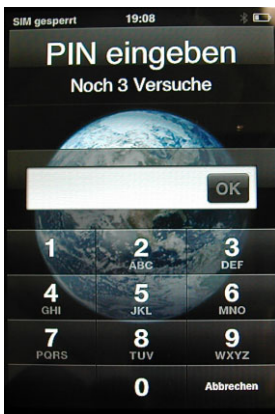 SIM gesperrt 19:08
PIN eingeben
Noch 3 Versuche
OK
1 2 3
ABC DEF
4 5 6
GHI JKL MNO
7 8 9
PQRS TUV WXYZ
0 Abbrechen